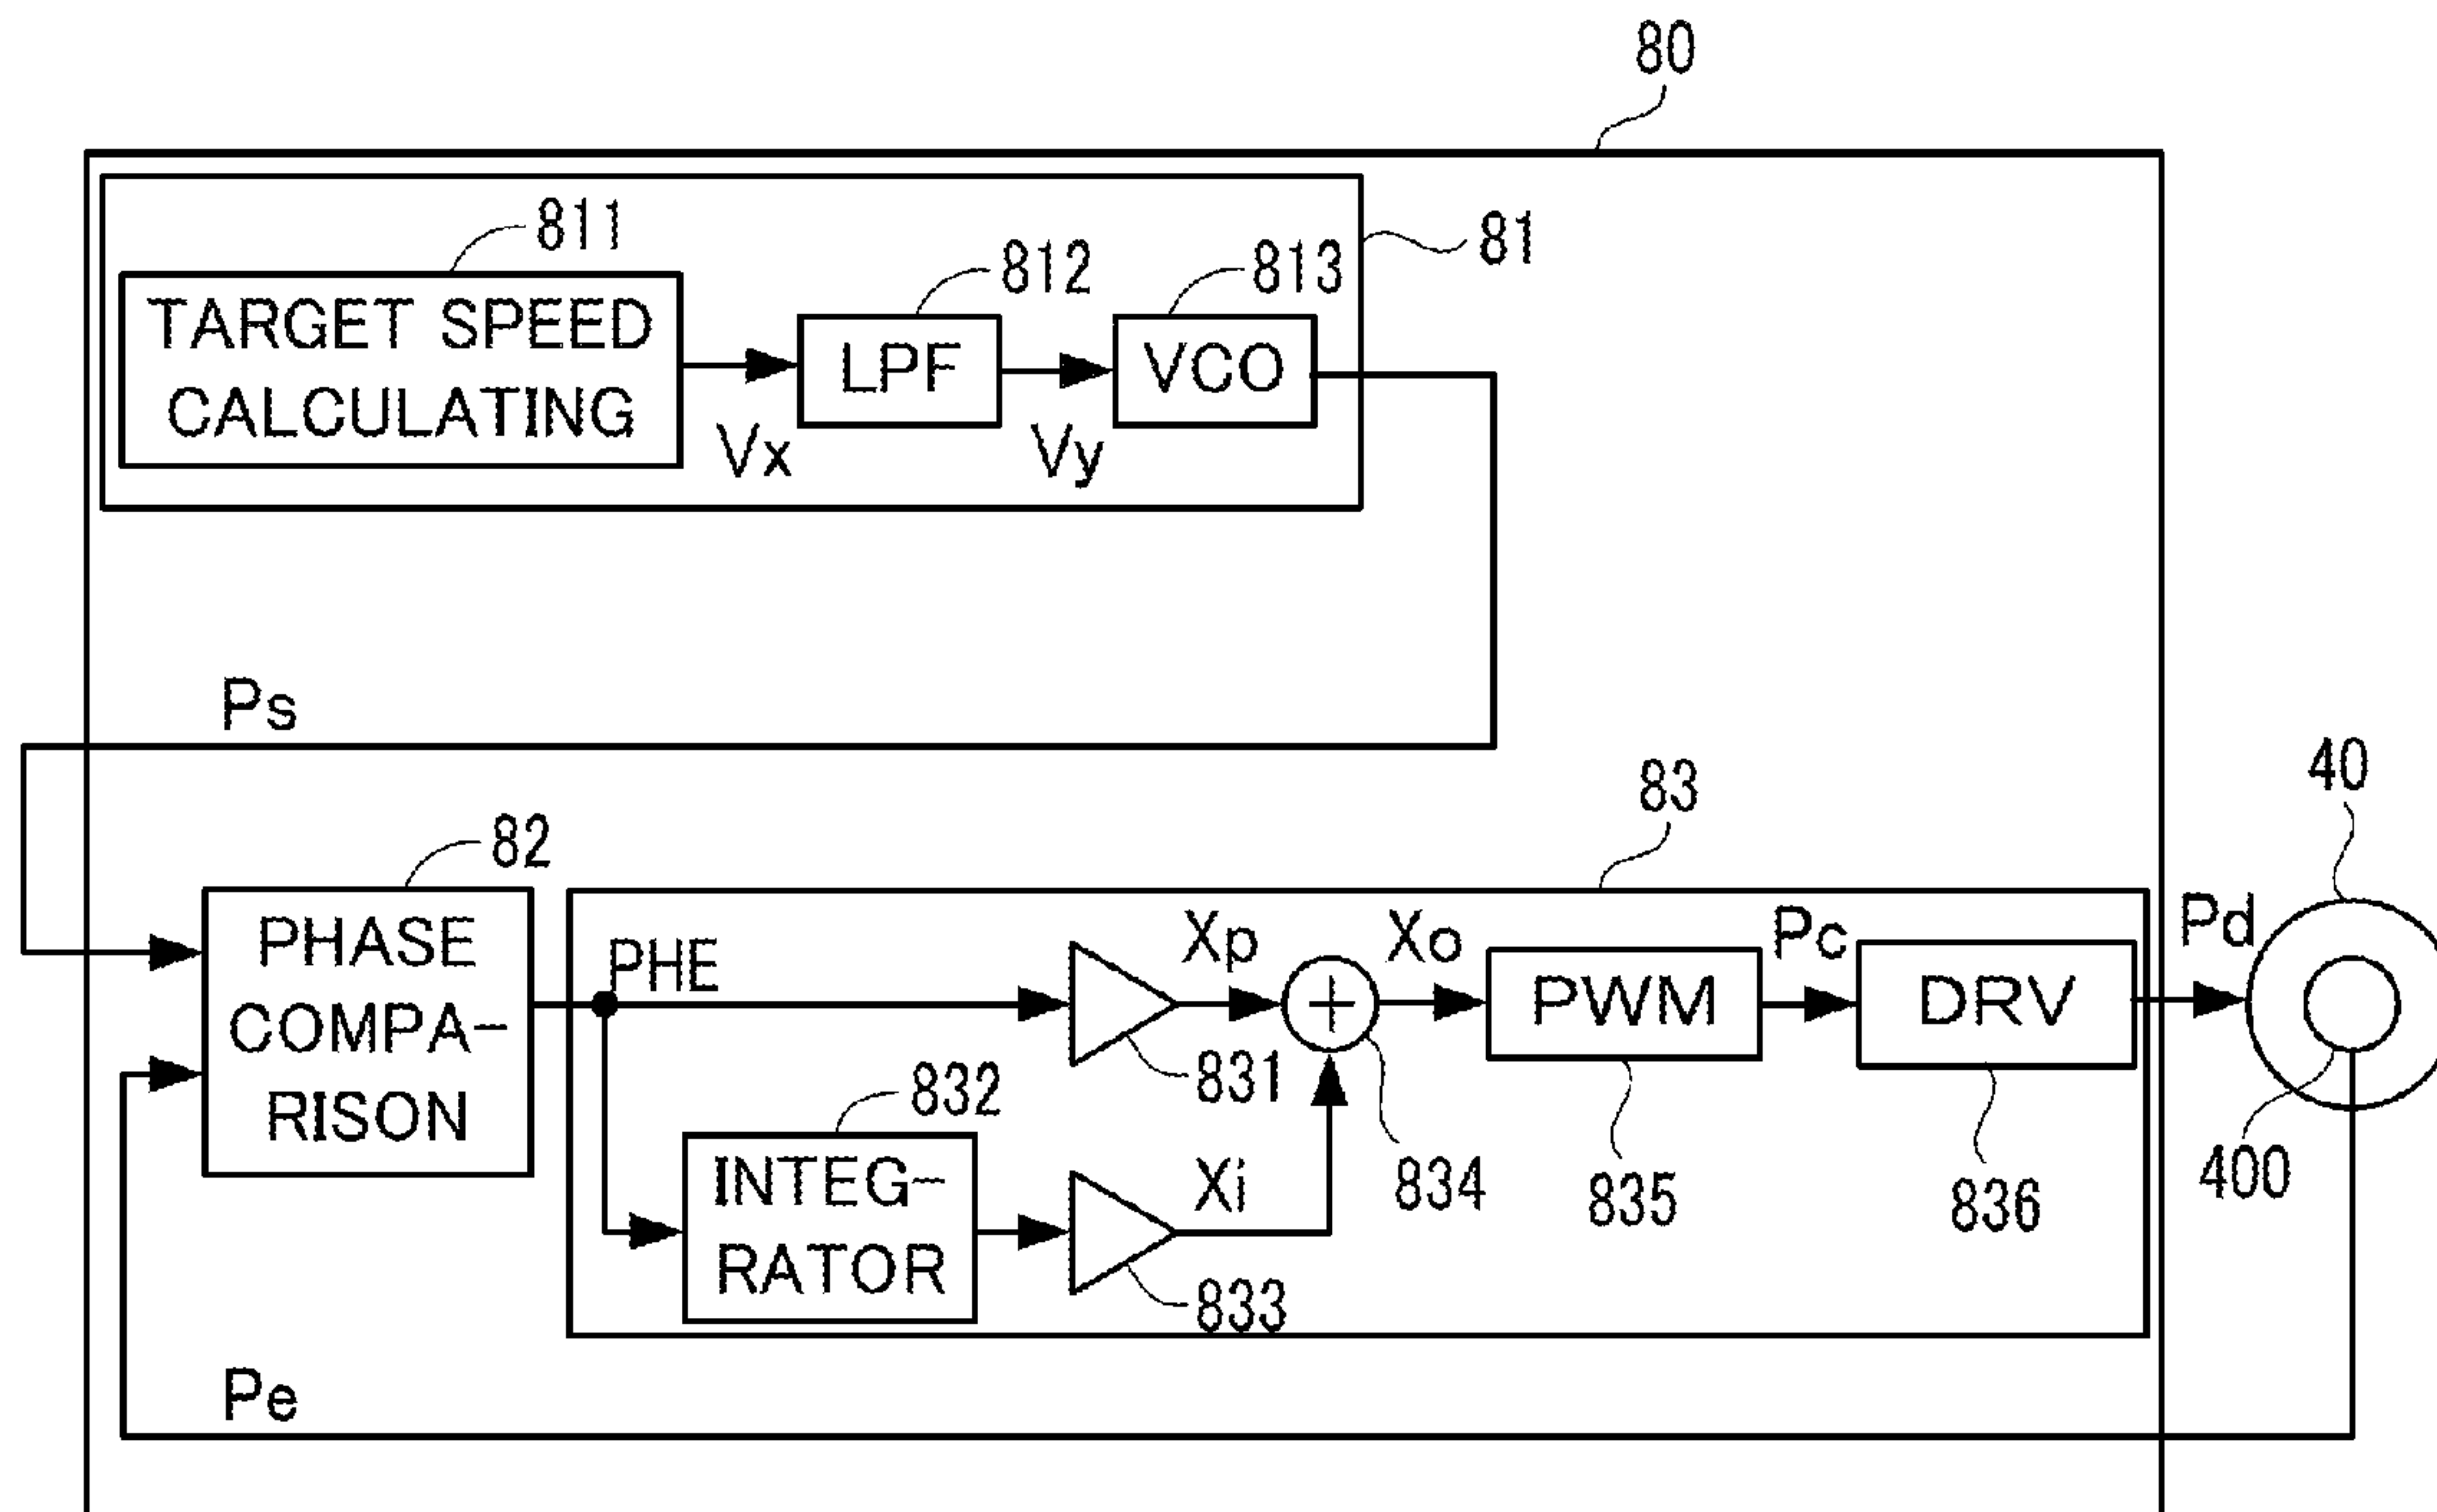 80
811
812
813
81
TARGET SPEED
CALCULATING
LPF
VCO
Vx
Vy
Ps
83
40
82
PHASE
COMPA-
RISON
PHE
Xp
Xo
PWM
Pc
DRV
Pd
831
832
INTEG-
RATOR
Xi
833
834
835
836
400
Pe